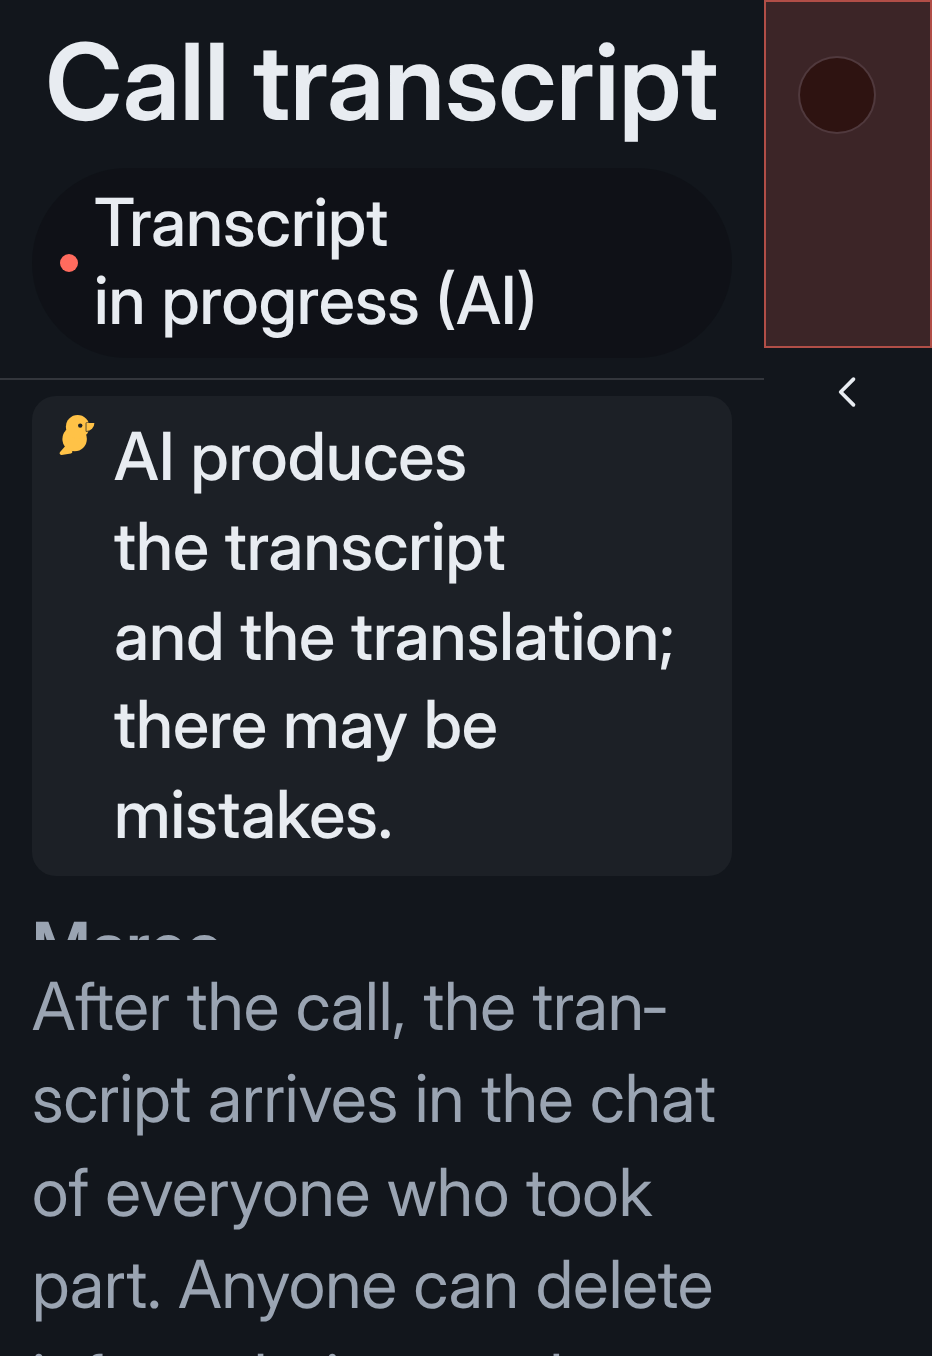 Call transcript
Transcript
in progress (AI)
AI produces
the transcript
and the translation;
there may be
mistakes.
After the call, the tran-
script arrives in the chat
of everyone who took
part. Anyone can delete